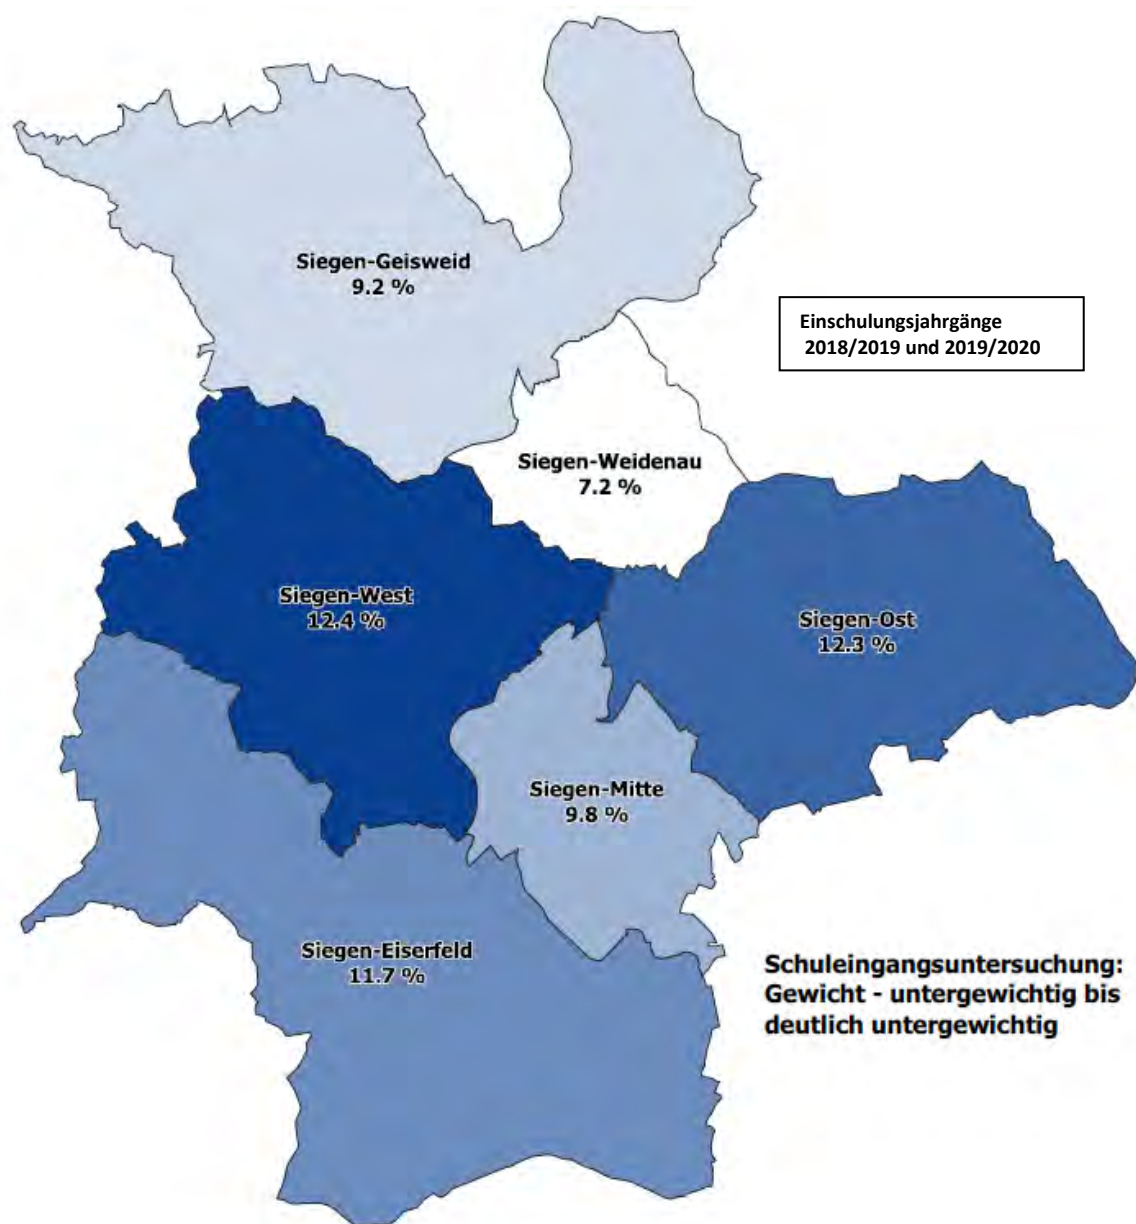 Siegen-Geisweid
9.2 %
Einschulungsjahrgänge
2018/2019 und 2019/2020
Siegen-Weidenau
7.2 %
Siegen-West
12.4 %
Siegen-Ost
12.3 %
Siegen-Mitte
9.8 %
Siegen-Eiserfeld
11.7 %
Schuleingangsuntersuchung:
Gewicht - untergewichtig bis
deutlich untergewichtig